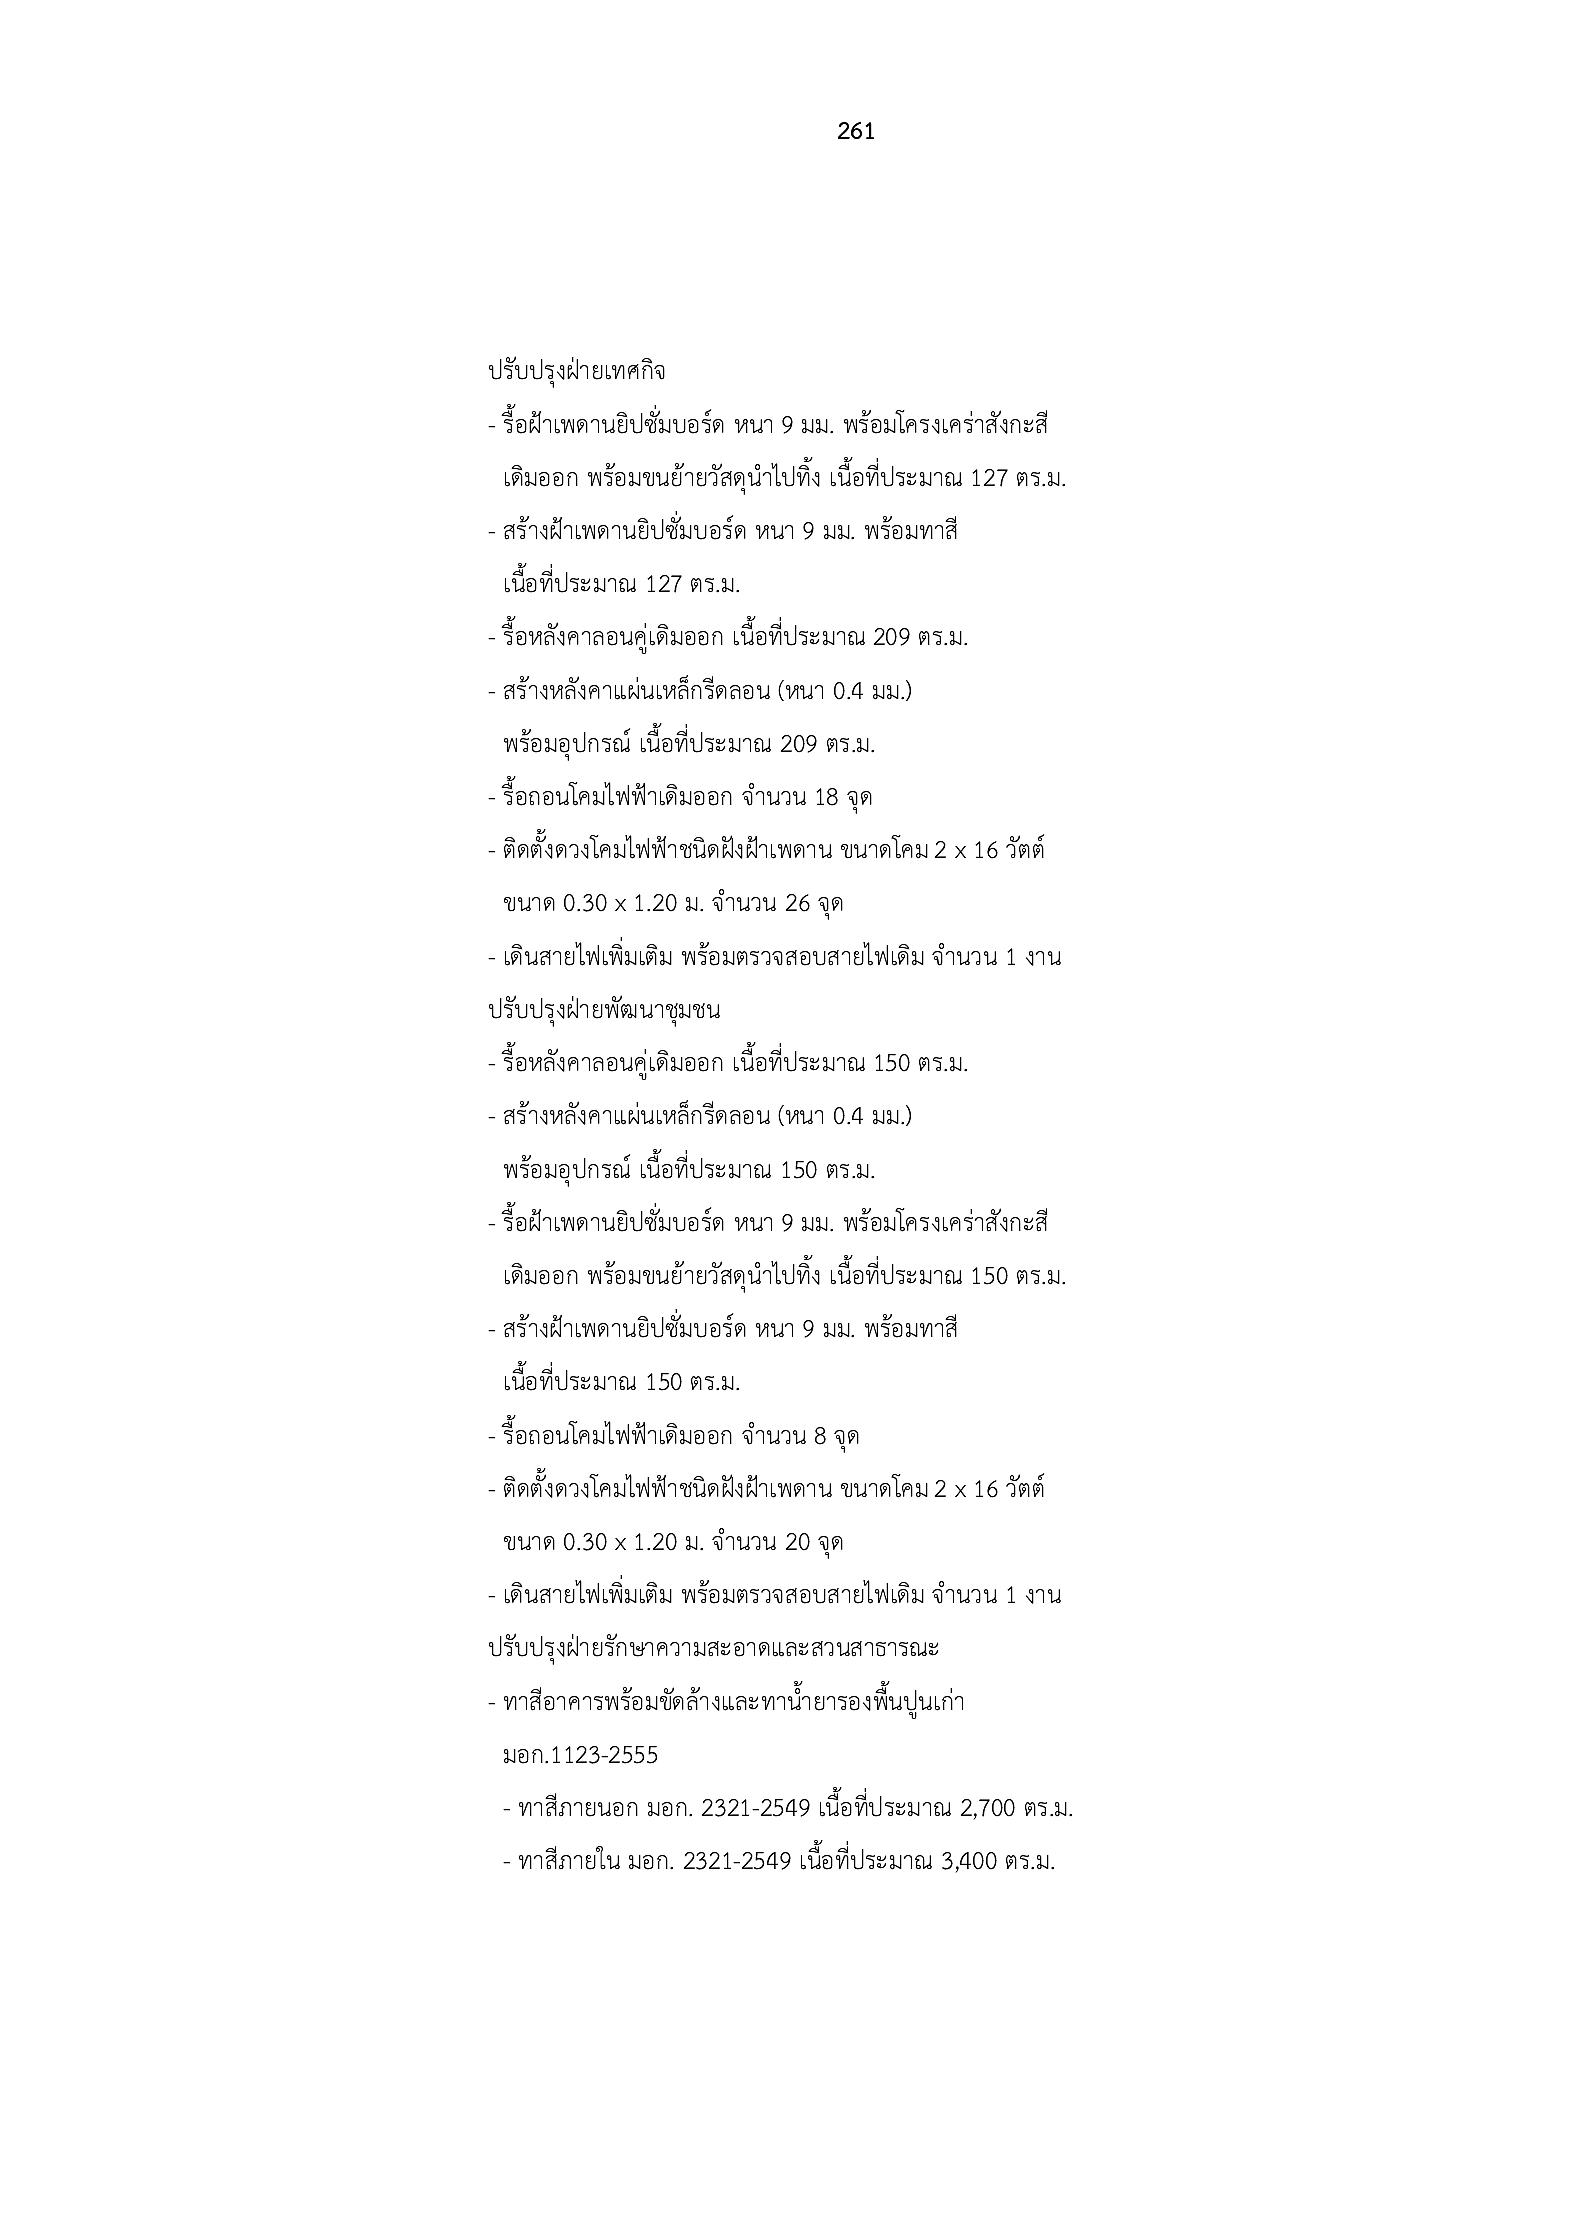 261
ปรับปรุงฝ่ายเทศกิจ
- รื้อฝ้าเพดานยิปซั่มบอร์ด หนา 9 มม. พร้อมโครงเคร่าสังกะสี
เดิมออก พร้อมขนย้ายวัสดุนำไปทิ้ง เนื้อที่ประมาณ 127 ตร.ม.
- สร้างฝ้าเพดานยิปซั่มบอร์ด หนา 9 มม. พร้อมทาสี
เนื้อที่ประมาณ 127 ตร.ม.
- รื้อหลังคาลอนคู่เดิมออก เนื้อที่ประมาณ 209 ตร.ม.
- สร้างหลังคาแผ่นเหล็กรีดลอน (หนา 0.4 มม.)
พร้อมอุปกรณ์ เนื้อที่ประมาณ 209 ตร.ม.
- รื้อถอนโคมไฟฟ้าเดิมออก จำนวน 18 จุด
- ติดตั้งดวงโคมไฟฟ้าชนิดฝังฝ้าเพดาน ขนาดโคม 2 x 16 วัตต์
ขนาด 0.30 x 1.20 ม. จำนวน 26 จุด
- เดินสายไฟเพิ่มเติม พร้อมตรวจสอบสายไฟเดิม จำนวน 1 งาน
ปรับปรุงฝ่ายพัฒนาชุมชน
- รื้อหลังคาลอนคู่เดิมออก เนื้อที่ประมาณ 150 ตร.ม.
- สร้างหลังคาแผ่นเหล็กรีดลอน (หนา 0.4 มม.)
พร้อมอุปกรณ์ เนื้อที่ประมาณ 150 ตร.ม.
- รื้อฝ้าเพดานยิปซั่มบอร์ด หนา 9 มม. พร้อมโครงเคร่าสังกะสี
เดิมออก พร้อมขนย้ายวัสดุนำไปทิ้ง เนื้อที่ประมาณ 150 ตร.ม.
- สร้างฝ้าเพดานยิปซั่มบอร์ด หนา 9 มม. พร้อมทาสี
เนื้อที่ประมาณ 150 ตร.ม.
- รื้อถอนโคมไฟฟ้าเดิมออก จำนวน 8 จุด
- ติดตั้งดวงโคมไฟฟ้าชนิดฝังฝ้าเพดาน ขนาดโคม 2 x 16 วัตต์
ขนาด 0.30 x 1.20 ม. จำนวน 20 จุด
- เดินสายไฟเพิ่มเติม พร้อมตรวจสอบสายไฟเดิม จำนวน 1 งาน
ปรับปรุงฝ่ายรักษาความสะอาดและสวนสาธารณะ
- ทาสีอาคารพร้อมขัดล้างและทาน้ำยารองพื้นปูนเก่า
มอก.1123-2555
- ทาสีภายนอก มอก. 2321-2549 เนื้อที่ประมาณ 2,700 ตร.ม.
- ทาสีภายใน มอก. 2321-2549 เนื้อที่ประมาณ 3,400 ตร.ม.